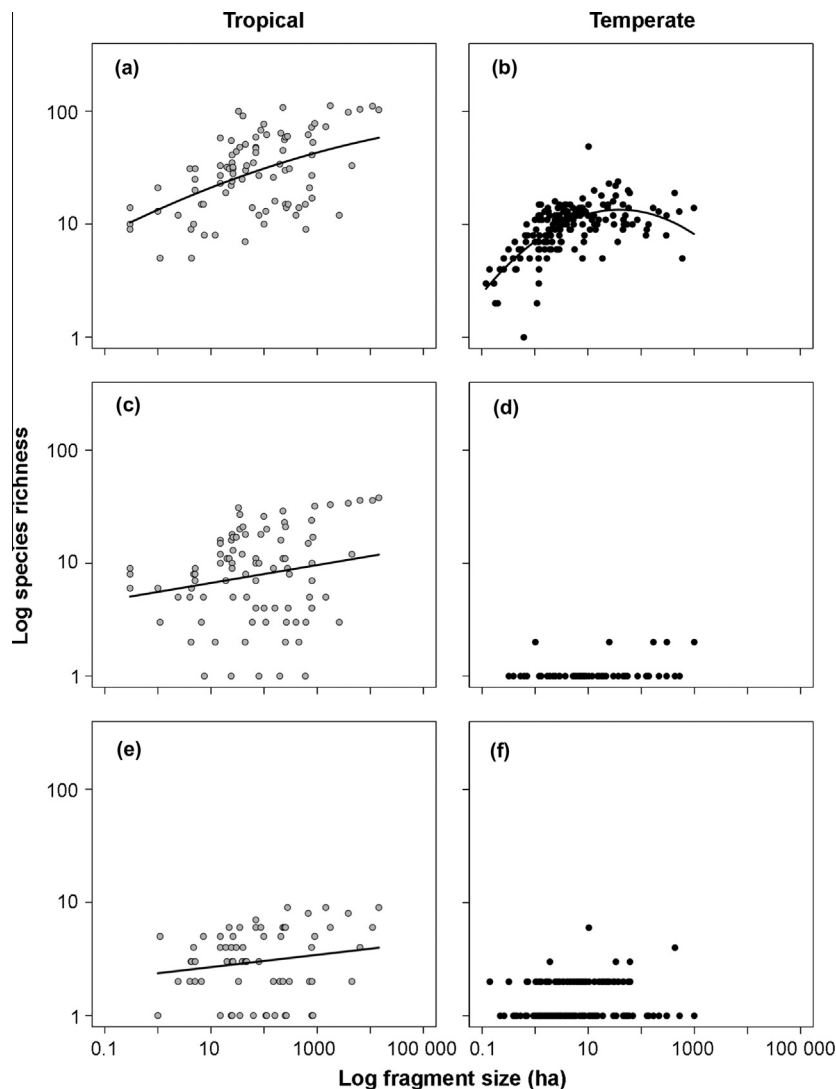 Tropical Temperate
(a) (b)
100
10
1
(c) (d)
100
10
1
(e) (f)
100
10
1
0.1 10 1000 100 000 0.1 10 1000 100 000
Log species richness
Log fragment size (ha)